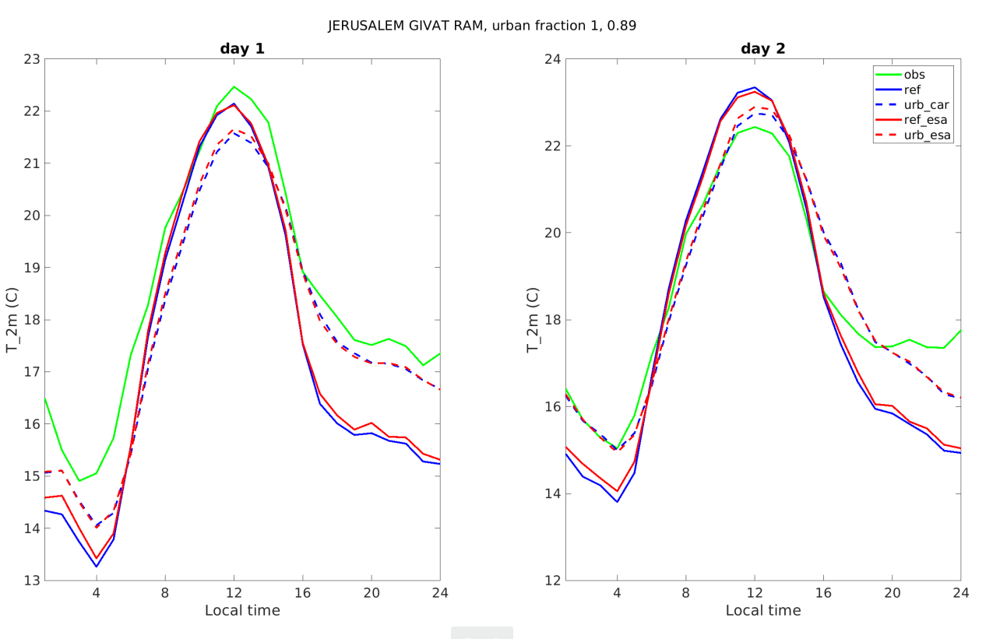 JERUSALEM GIVAT RAM, urban fraction 1, 0.89
day 1
23
22
21
20
19
18
17
16
15
14
13
T_2m (C)
4 8 12 16 20 24
Local time
day 2
24
22
20
18
16
14
12
T_2m (C)
4 8 12 16 20 24
Local time
obs
ref
urb_car
ref_esa
urb_esa